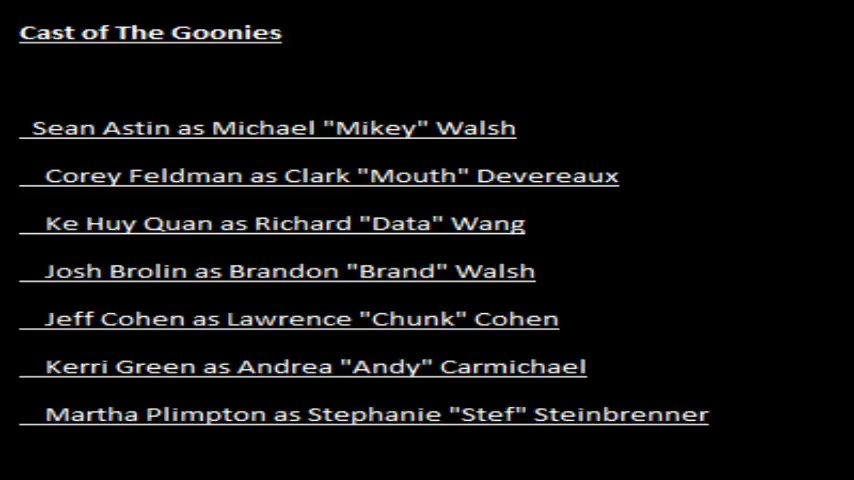 Cast of The Goonies
Sean Astin as Michael "Mikey" Walsh
Corey Feldman as Clark "Mouth" Devereaux
Ke Huy Quan as Richard "Data" Wang
Josh Brolin as Brandon "Brand" Walsh
Jeff Cohen as Lawrence "Chunk" Cohen
Kerri Green as Andrea "Andy" Carmichael
Martha Plimpton as Stephanie "Stef" Steinbrenner